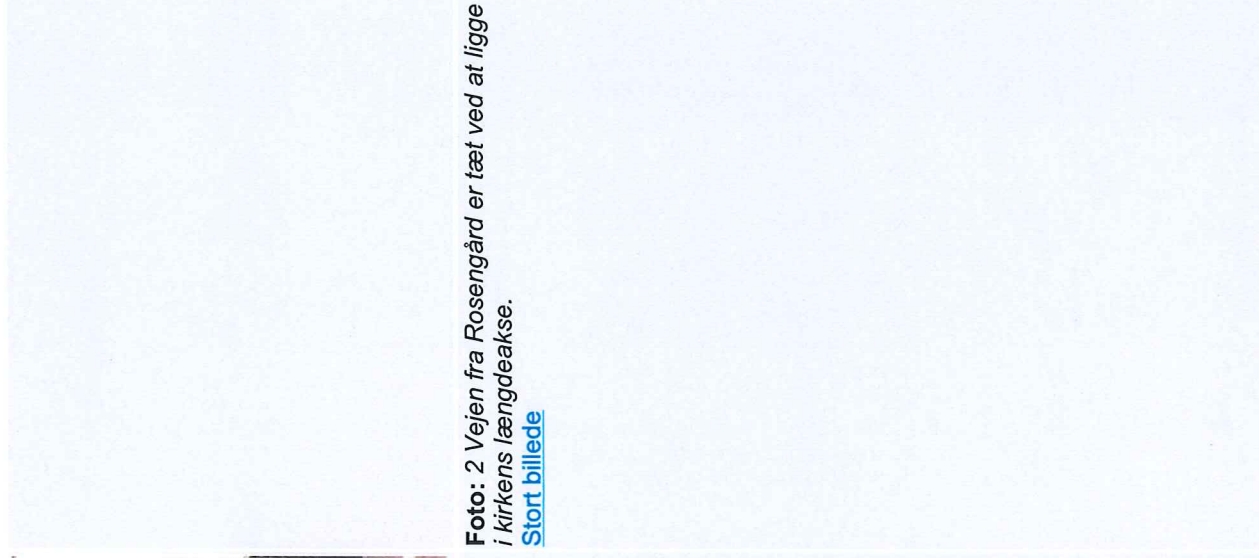 Foto: 2 Vejen fra Rosengård er tæt ved at ligge
i kirkens længdeakse.
Stort billede